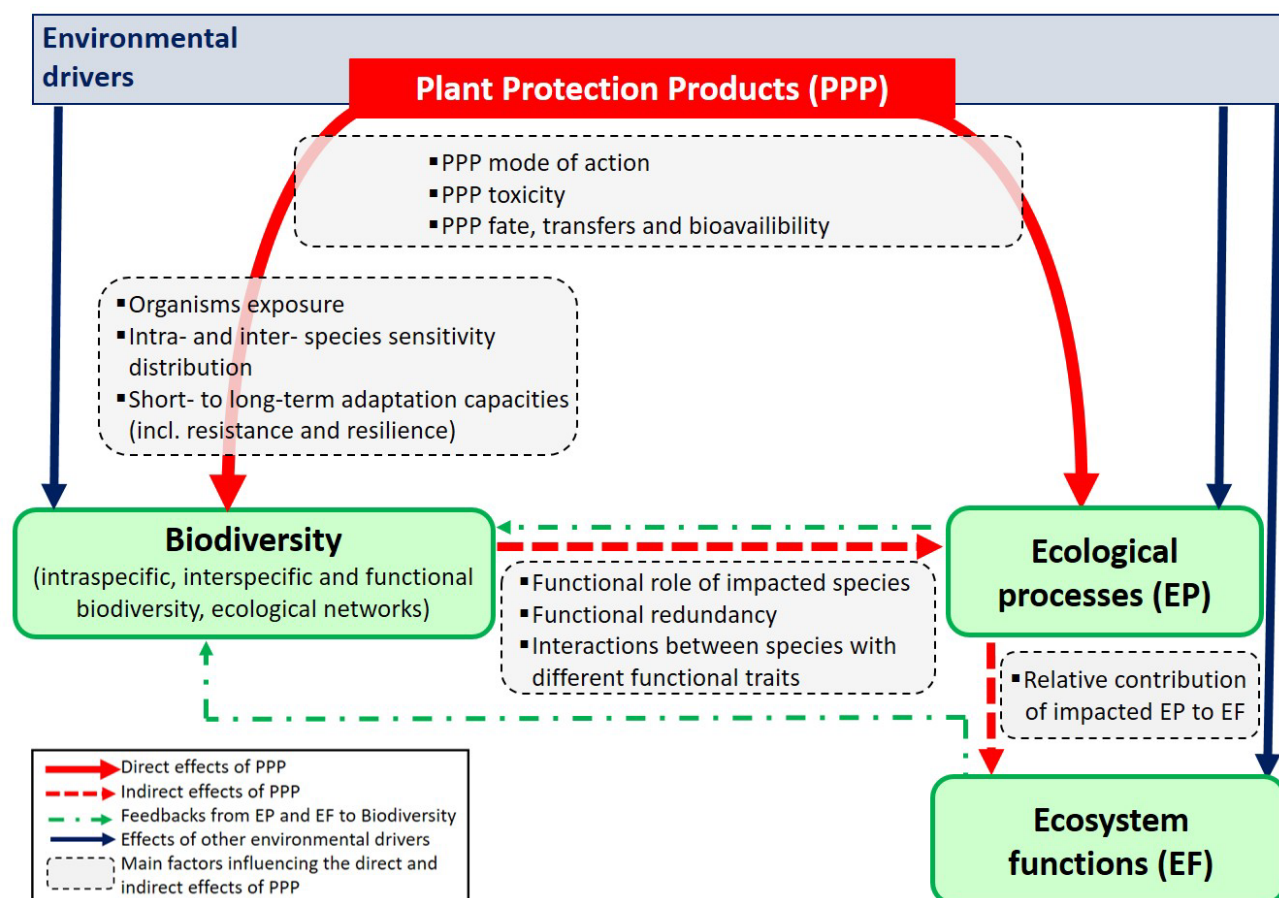 Environmental
drivers
Plant Protection Products (PPP)
▪PPP mode of action
▪PPP toxicity
▪PPP fate, transfers and bioavailibility
▪Organisms exposure
▪Intra- and inter- species sensitivity
distribution
▪Short- to long-term adaptation capacities
(incl. resistance and resilience)
Biodiversity
(intraspecific, interspecific and functional
biodiversity, ecological networks)
▪Functional role of impacted species
▪Functional redundancy
▪Interactions between species with
different functional traits
Ecological
processes (EP)
▪Relative contribution
of impacted EP to EF
Ecosystem
functions (EF)
Direct effects of PPP
Indirect effects of PPP
Feedbacks from EP and EF to Biodiversity
Effects of other environmental drivers
Main factors influencing the direct and
indirect effects of PPP